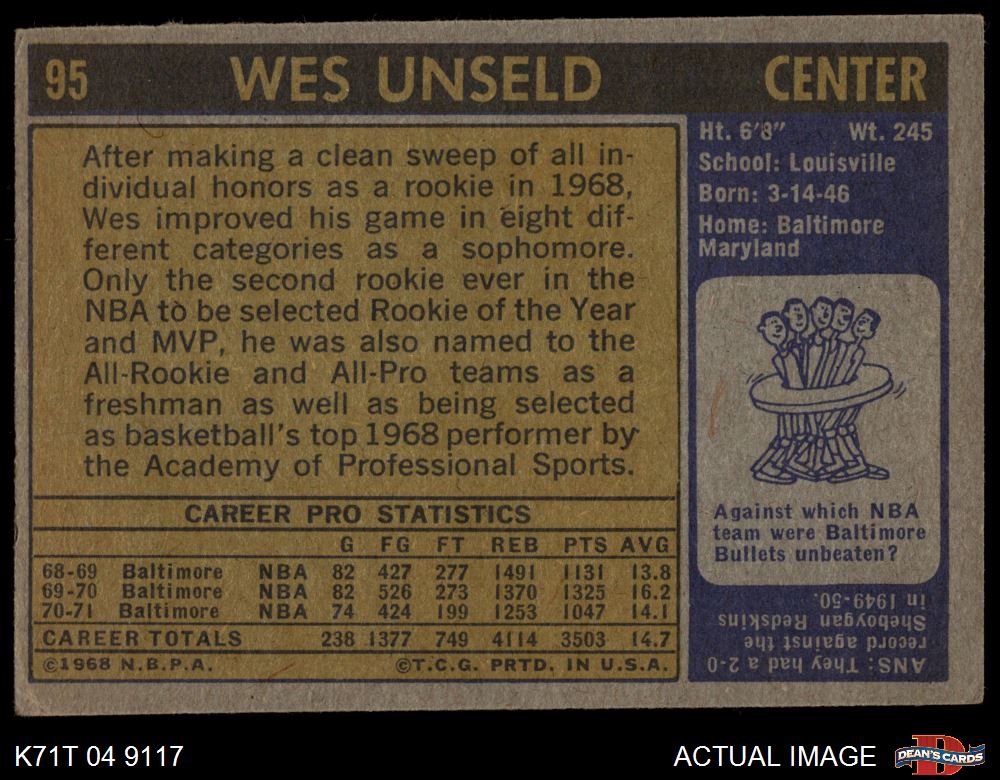 95 WES UNSELD CENTER
After making a clean sweep of all in-
dividual honors as a rookie in 1968,
Wes improved his game in eight dif-
ferent categories as a sophomore.
Only the second rookie ever in the
NBA to be selected Rookie of the Year
and MVP, he was also named to the
All-Rookie and All-Pro teams as a
freshman as well as being selected
as basketball's top 1968 performer by
the Academy of Professional Sports.
CAREER PRO STATISTICS
G FG FT REB PTS AVG
68-69 Baltimore NBA 82 427 277 1491 1131 13.8
69-70 Baltimore NBA 82 526 273 1370 1325 16.2
70-71 Baltimore NBA 74 424 199 1253 1047 14.1
CAREER TOTALS 238 1377 749 4114 3503 14.7
©1968 N.B.P.A. ©T.C.G. PRTD. IN U.S.A.
Ht. 6'8" Wt. 245
School: Louisville
Born: 3-14-46
Home: Baltimore
Maryland
Against which NBA
team were Baltimore
Bullets unbeaten?
ANS: They had a 2-0
record against the
Sheboygan Redskins
in 1949-50.
K71T 04 9117 ACTUAL IMAGE
D
DEAN'S CARDS